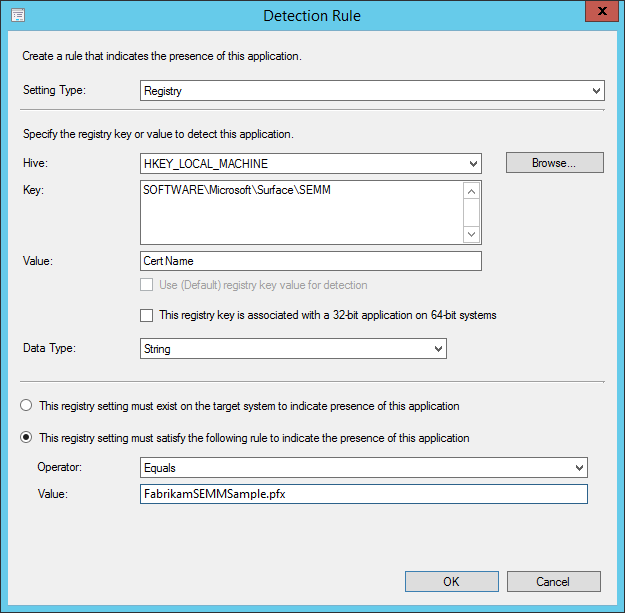 Detection Rule
X
Create a rule that indicates the presence of this application.
Setting Type:
Registry
Specify the registry key or value to detect this application.
Hive:
HKEY_LOCAL_MACHINE
Browse...
Key:
SOFTWARE\Microsoft\Surface\SEMM
Value:
CertName
Use (Default) registry key value for detection
This registry key is associated with a 32-bit application on 64-bit systems
Data Type:
String
This registry setting must exist on the target system to indicate presence of this application
This registry setting must satisfy the following rule to indicate the presence of this application
Operator:
Equals
Value:
FabrikamSEMMSample.pfx
OK
Cancel